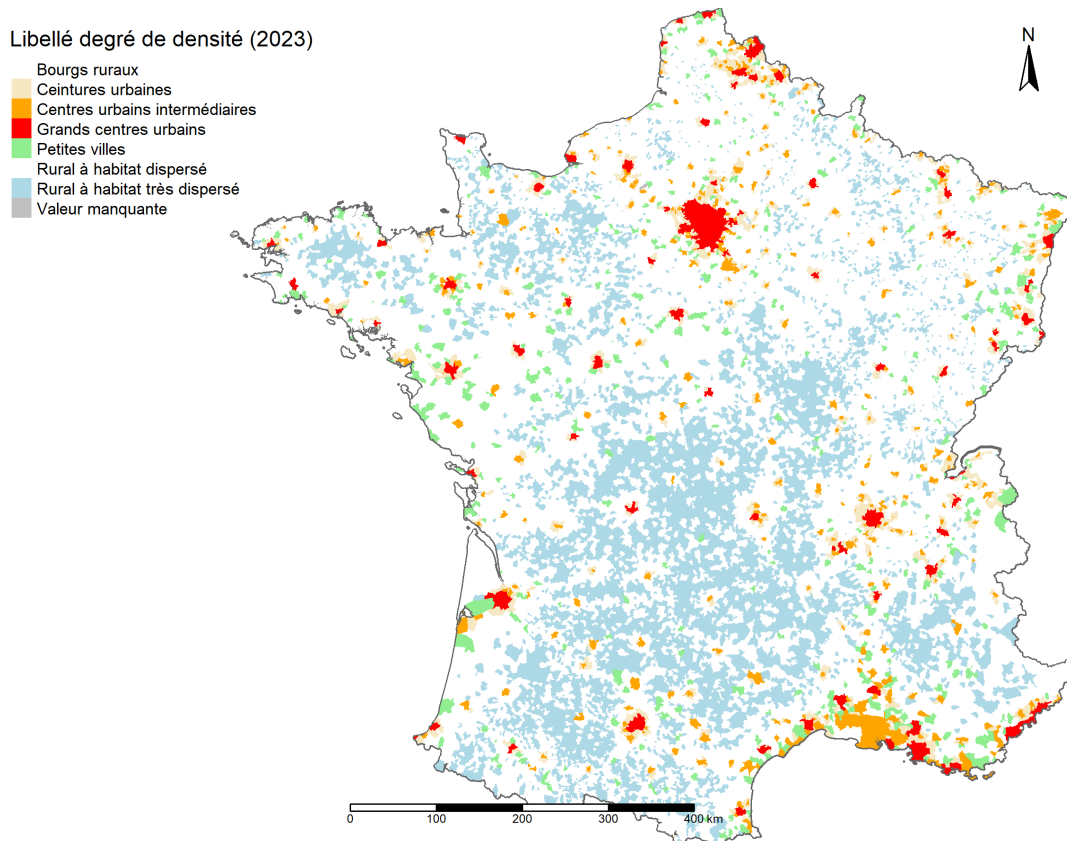 Libellé degré de densité (2023)
Bourgs ruraux
Ceintures urbaines
Centres urbains intermédiaires
Grands centres urbains
Petites villes
Rural à habitat dispersé
Rural à habitat très dispersé
Valeur manquante
N
0 100 200 300 400 km